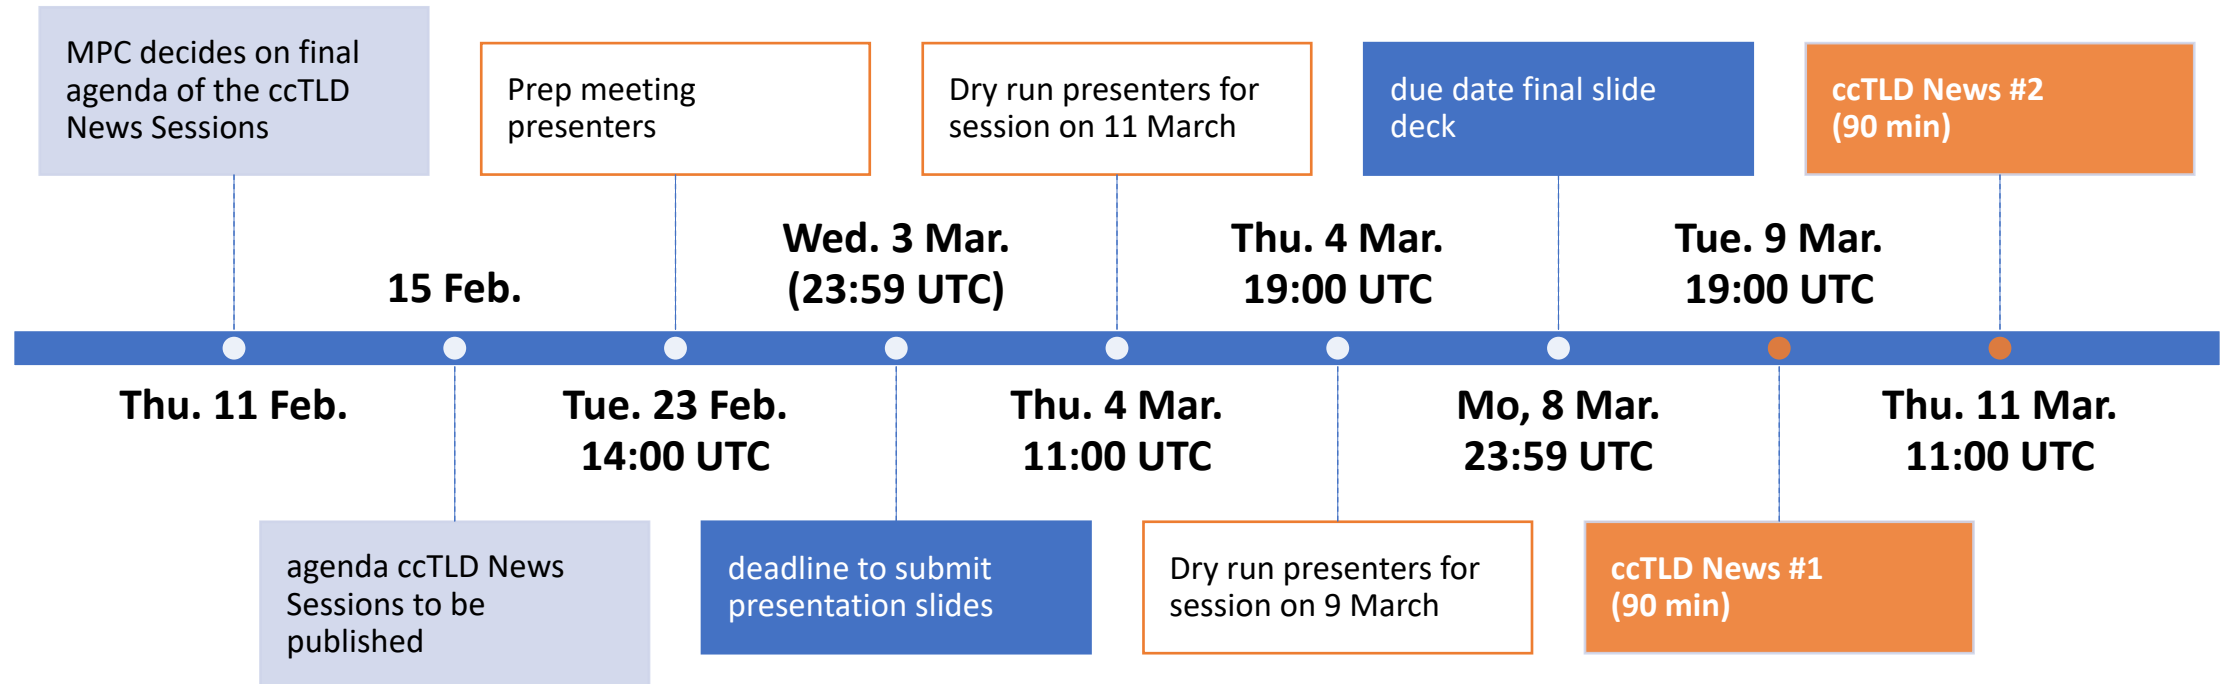 MPC decides on final
agenda of the ccTLD
News Sessions
Prep meeting
presenters
Dry run presenters for
session on 11 March
due date final slide
deck
ccTLD News #2
(90 min)
15 Feb.
Wed. 3 Mar.
(23:59 UTC)
Thu. 4 Mar.
19:00 UTC
Tue. 9 Mar.
19:00 UTC
Thu. 11 Feb.
Tue. 23 Feb.
14:00 UTC
Thu. 4 Mar.
11:00 UTC
Mo, 8 Mar.
23:59 UTC
Thu. 11 Mar.
11:00 UTC
agenda ccTLD News
Sessions to be
published
deadline to submit
presentation slides
Dry run presenters for
session on 9 March
ccTLD News #1
(90 min)